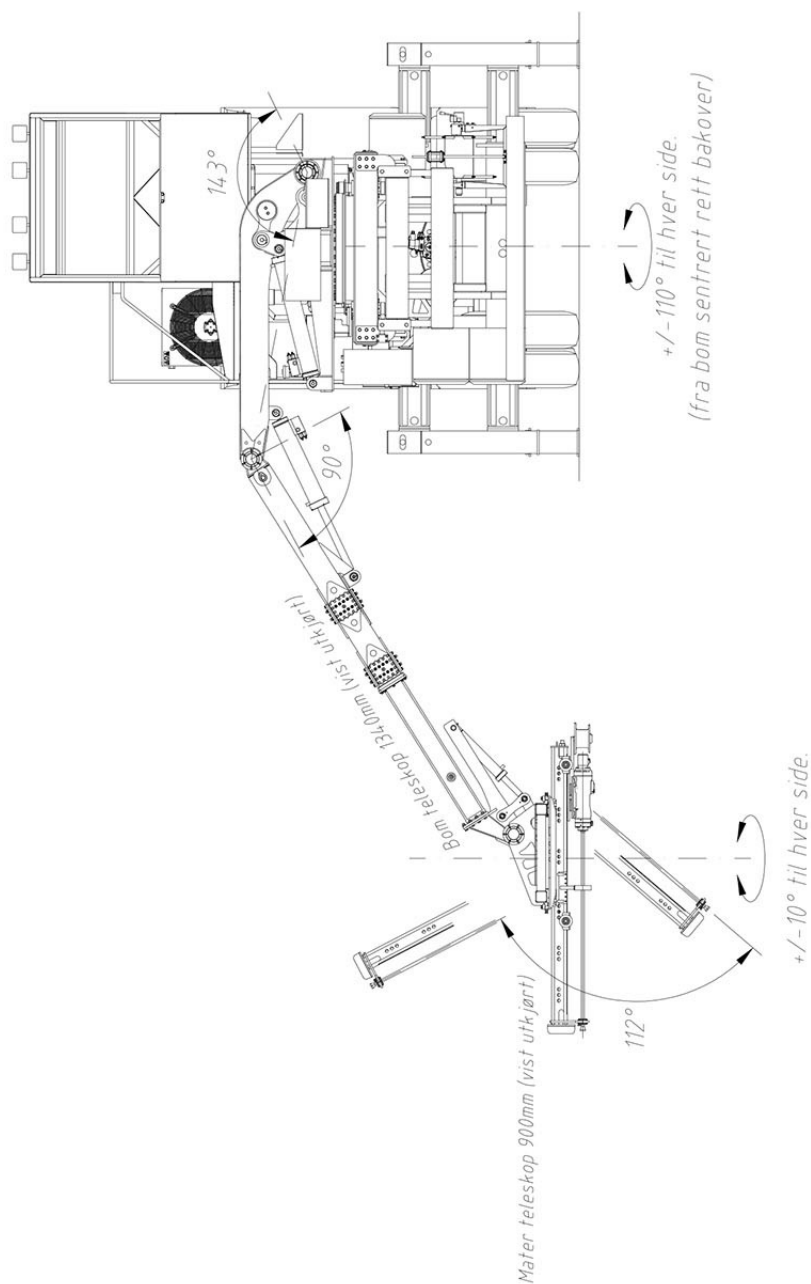 143°
+/-110° til hver side.
(fra bom sentrert rett bakover)
90°
Bom teleskop 1340mm (vist utkjørt)
+/-10° til hver side.
112°
Mater teleskop 900mm (vist utkjørt)